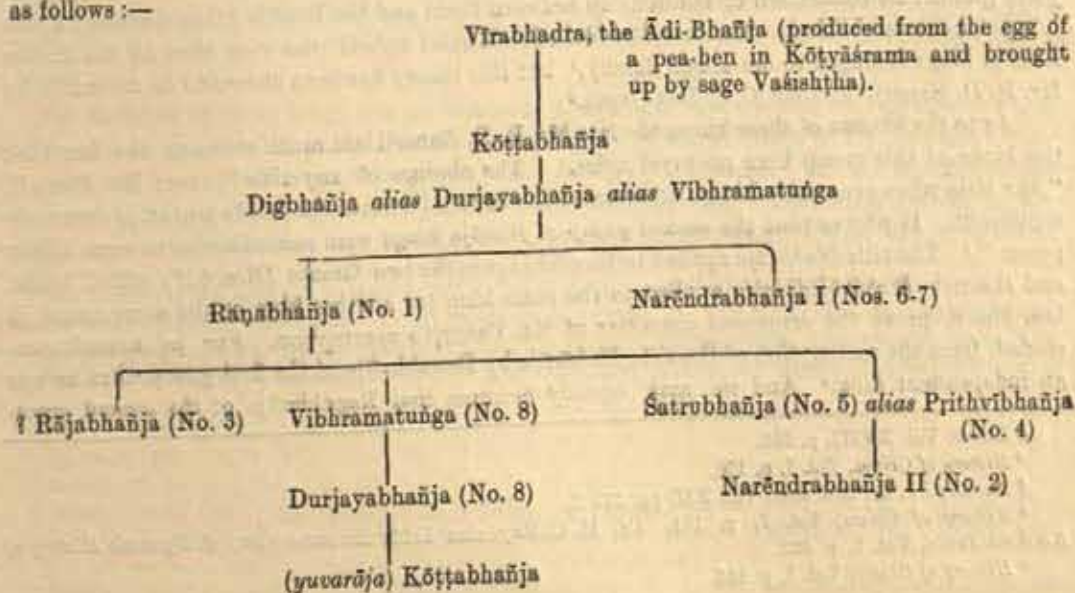 as follows :—
Vīrabhadra, the Ādi-Bhañja (produced from the egg of
a pea-hen in Kōṭyāśrama and brought
up by sage Vaśishṭha).
Kōṭṭabhañja
Digbhañja alias Durjayabhañja alias Vibhramatuṅga
Raṇabhañja (No. 1) Narēndrabhañja I (Nos. 6-7)
? Rājabhañja (No. 3) Vibhramatuṅga (No. 8) Śatrubhañja (No. 5) alias Pṛithvībhañja
(No. 4)
Durjayabhañja (No. 8) Narēndrabhañja II (No. 2)
(yuvarāja) Kōṭṭabhañja